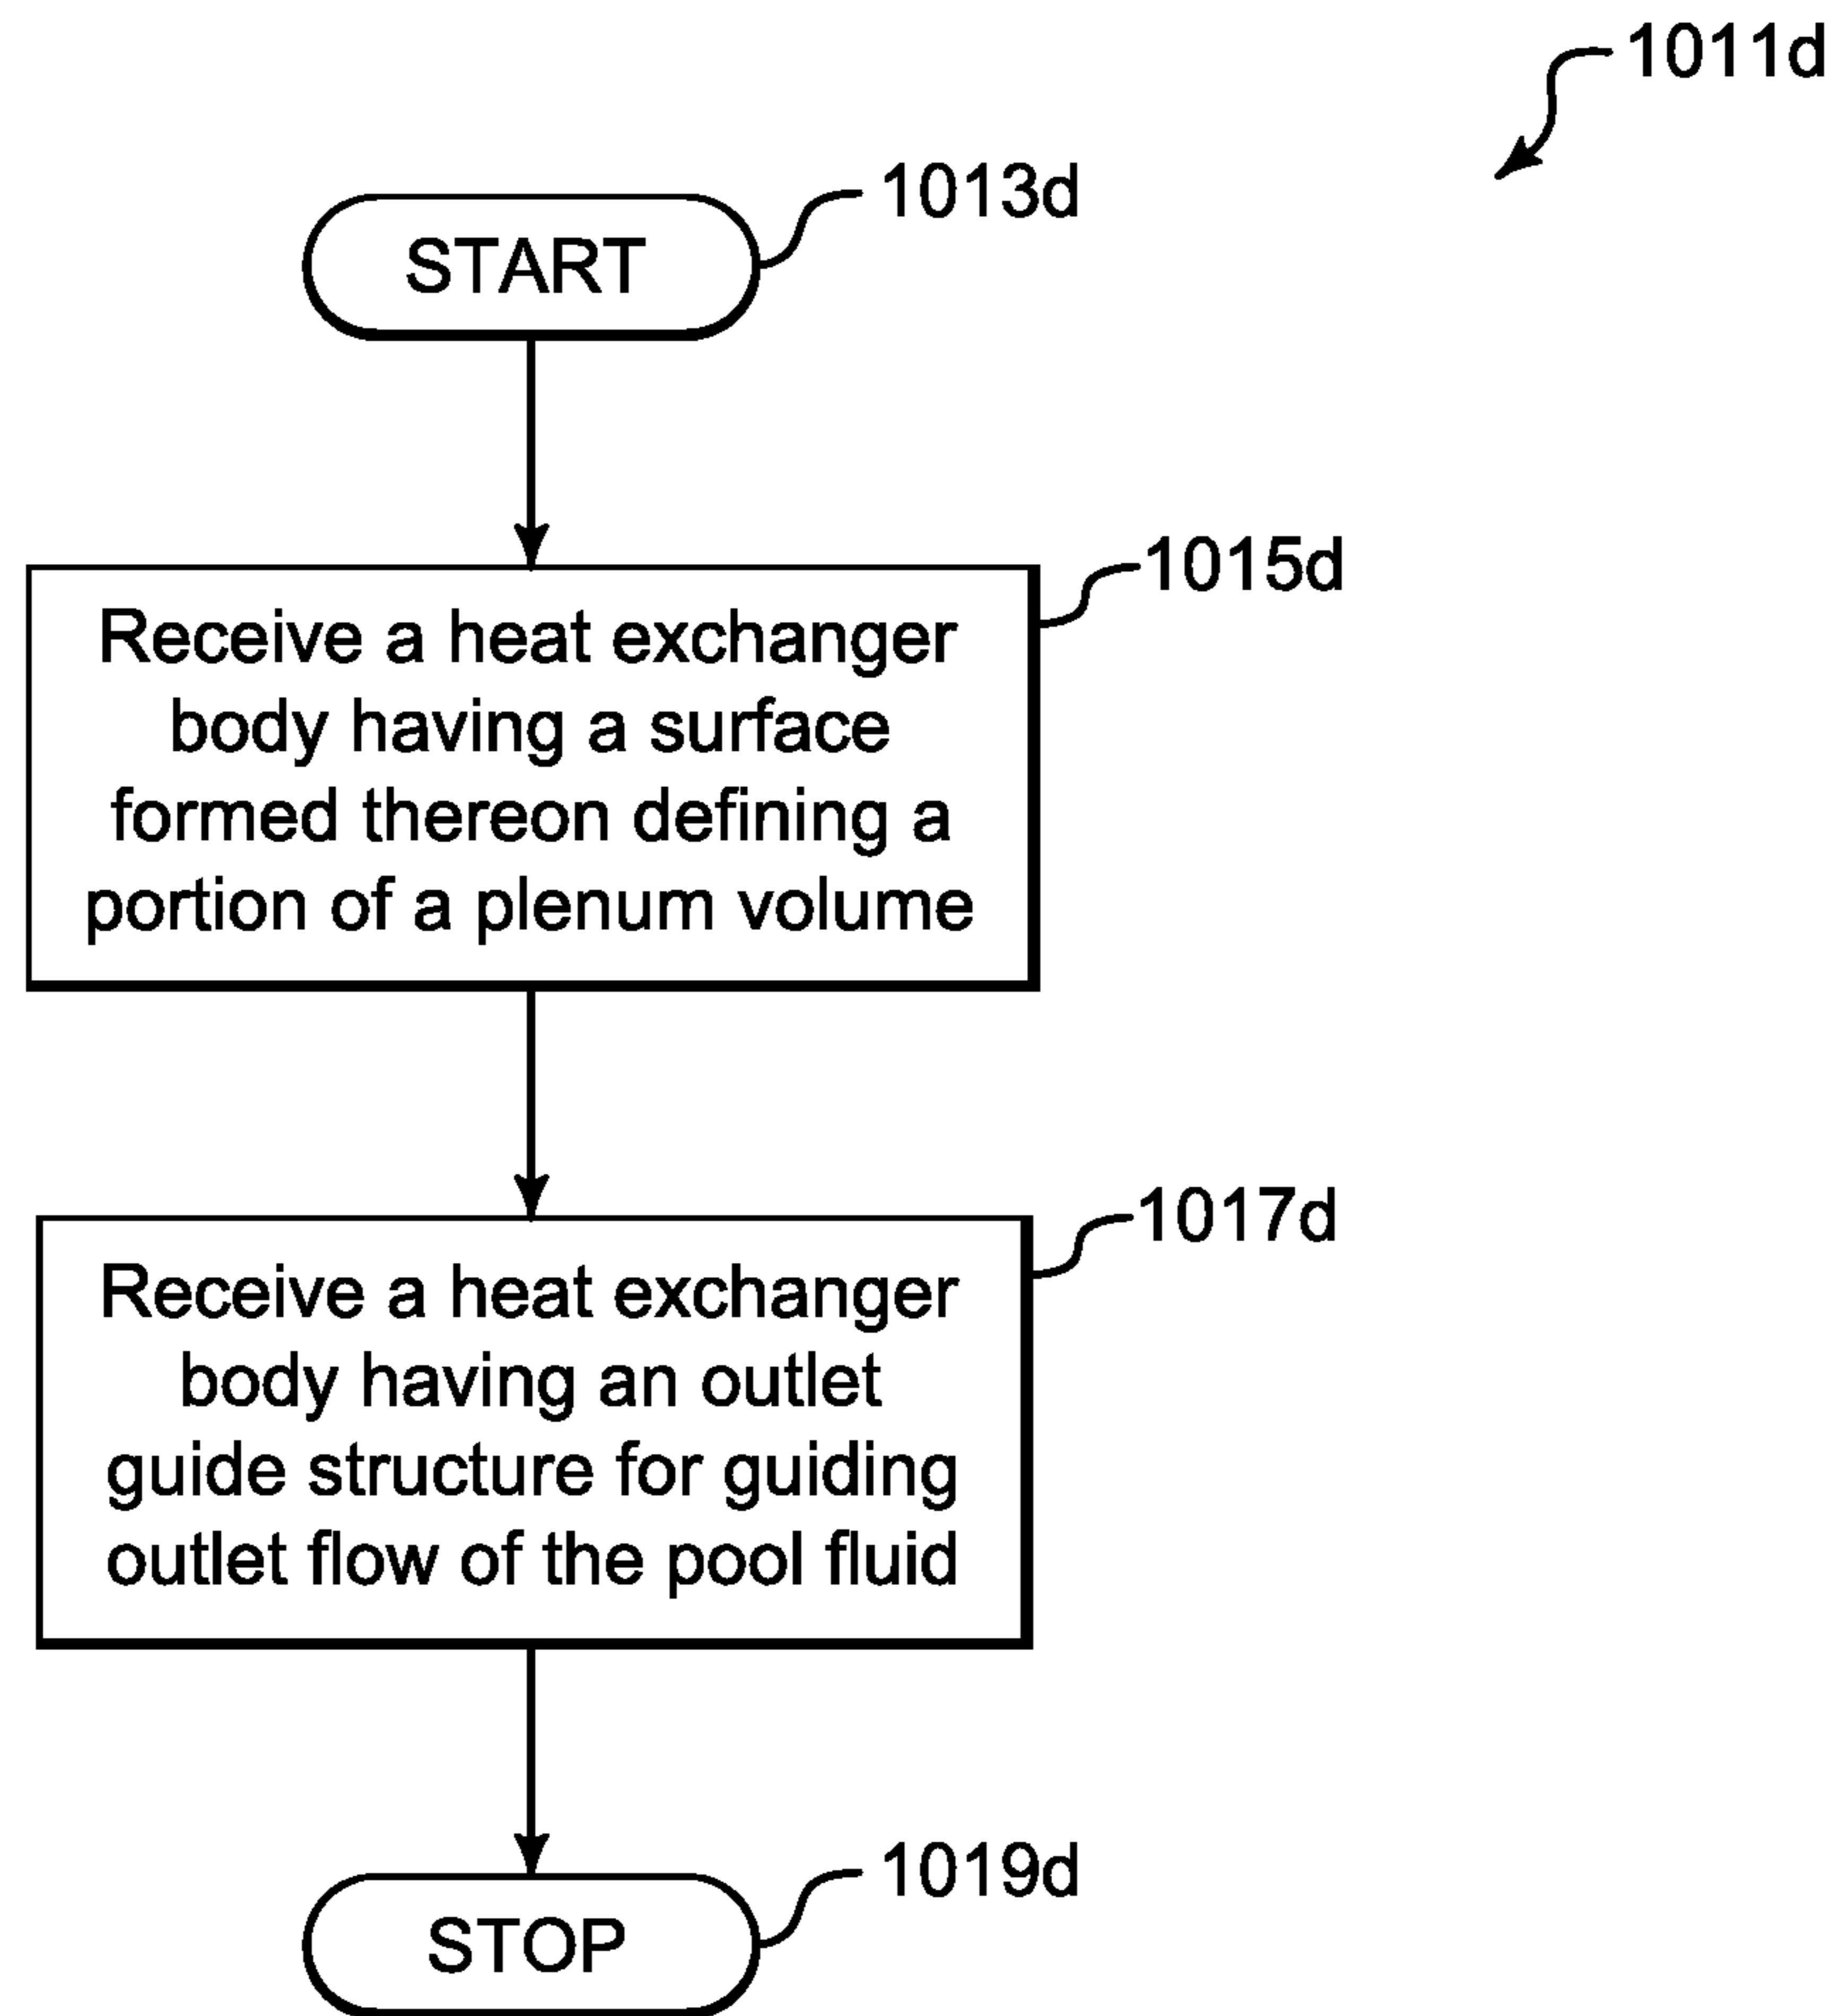 1011d
1013d
START
1015d
Receive a heat exchanger
body having a surface
formed thereon defining a
portion of a plenum volume
1017d
Receive a heat exchanger
body having an outlet
guide structure for guiding
outlet flow of the pool fluid
1019d
STOP